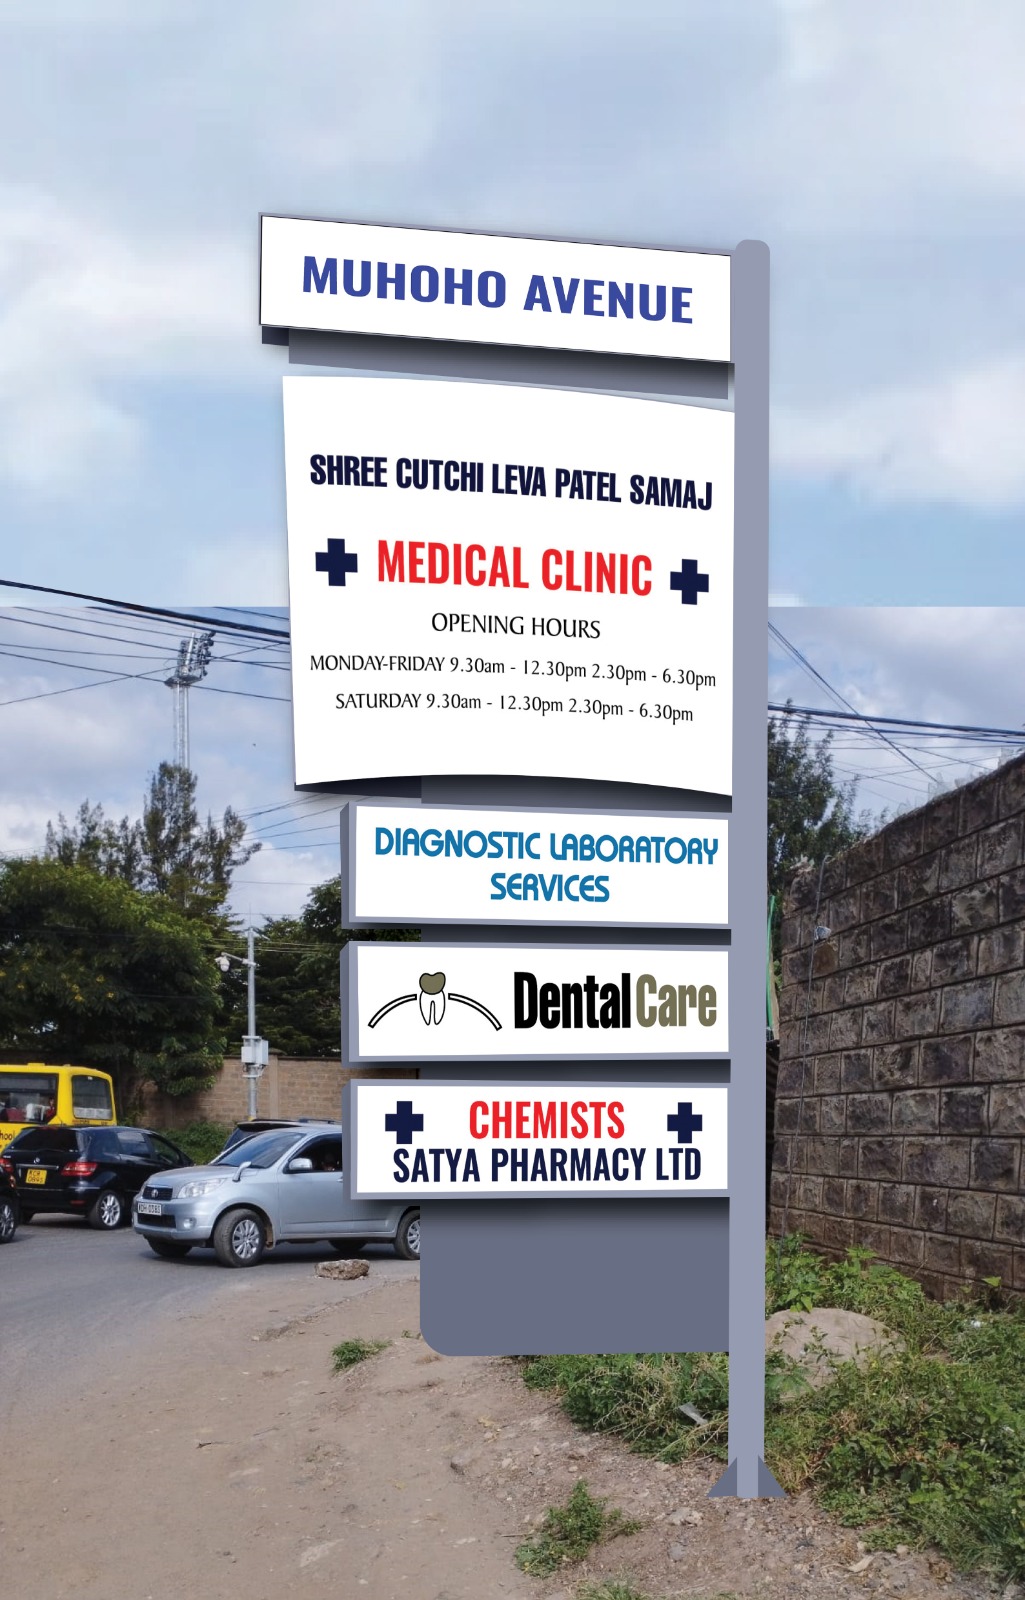 MUHOHO AVENUE
SHREE CUTCHI LEVA PATEL SAMAJ
MEDICAL CLINIC
OPENING HOURS
MONDAY-FRIDAY 9.30am - 12.30pm 2.30pm - 6.30pm
SATURDAY 9.30am - 12.30pm 2.30pm - 6.30pm
DIAGNOSTIC LABORATORY
SERVICES
DentalCare
CHEMISTS
SATYA PHARMACY LTD